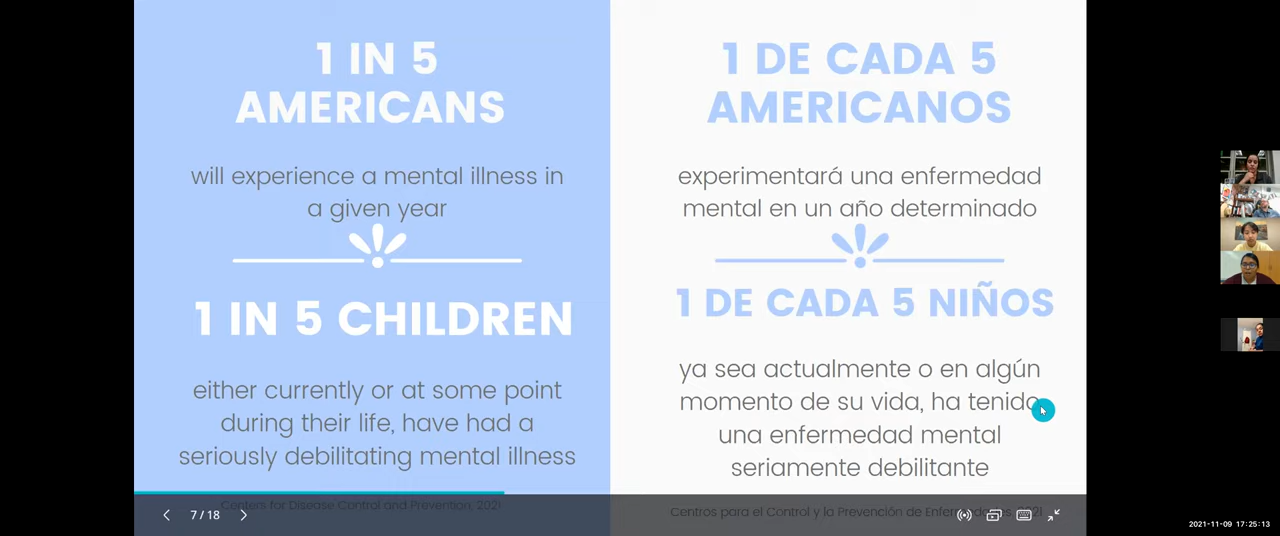 1 IN 5
AMERICANS
will experience a mental illness in
a given year
1 IN 5 CHILDREN
either currently or at some point
during their life, have had a
seriously debilitating mental illness
Centers for Disease Control and Prevention, 2021
1 DE CADA 5
AMERICANOS
experimentará una enfermedad
mental en un año determinado
1 DE CADA 5 NIÑOS
ya sea actualmente o en algún
momento de su vida, ha tenido
una enfermedad mental
seriamente debilitante
Centros para el Control y la Prevención de Enfermedades, 2021
7 / 18
2021-11-09 17:25:13